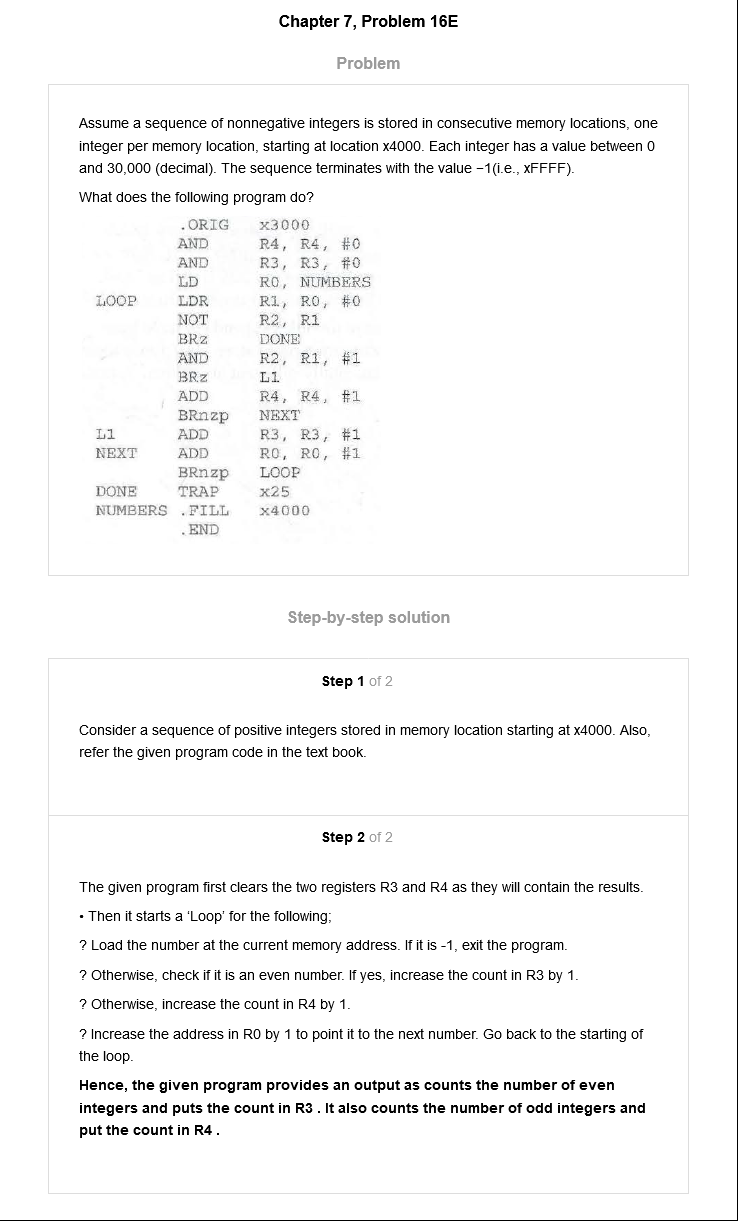 Chapter 7, Problem 16E
Problem
Assume a sequence of nonnegative integers is stored in consecutive memory locations, one
integer per memory location, starting at location x4000. Each integer has a value between 0
and 30,000 (decimal). The sequence terminates with the value −1(i.e., xFFFF).
What does the following program do?
.ORIG x3000
AND R4, R4, #0
AND R3, R3, #0
LD R0, NUMBERS
LOOP LDR R1, R0, #0
NOT R2, R1
BRz DONE
AND R2, R1, #1
BRz L1
ADD R4, R4, #1
BRnzp NEXT
L1 ADD R3, R3, #1
NEXT ADD R0, R0, #1
BRnzp LOOP
DONE TRAP x25
NUMBERS .FILL x4000
.END
Step-by-step solution
Step 1 of 2
Consider a sequence of positive integers stored in memory location starting at x4000. Also,
refer the given program code in the text book.
Step 2 of 2
The given program first clears the two registers R3 and R4 as they will contain the results.
• Then it starts a ‘Loop’ for the following;
? Load the number at the current memory address. If it is -1, exit the program.
? Otherwise, check if it is an even number. If yes, increase the count in R3 by 1.
? Otherwise, increase the count in R4 by 1.
? Increase the address in R0 by 1 to point it to the next number. Go back to the starting of
the loop.
Hence, the given program provides an output as counts the number of even
integers and puts the count in R3 . It also counts the number of odd integers and
put the count in R4 .